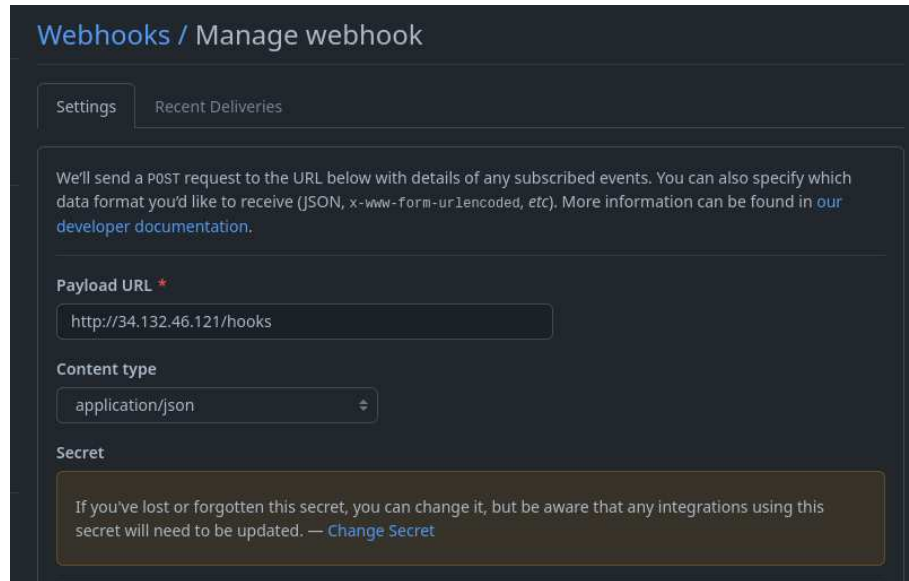 Webhooks / Manage webhook
Settings
Recent Deliveries
We'll send a POST request to the URL below with details of any subscribed events. You can also specify which
data format you'd like to receive (JSON, x-www-form-urlencoded, etc). More information can be found in our
developer documentation.
Payload URL *
http://34.132.46.121/hooks
Content type
application/json
Secret
If you've lost or forgotten this secret, you can change it, but be aware that any integrations using this
secret will need to be updated. — Change Secret